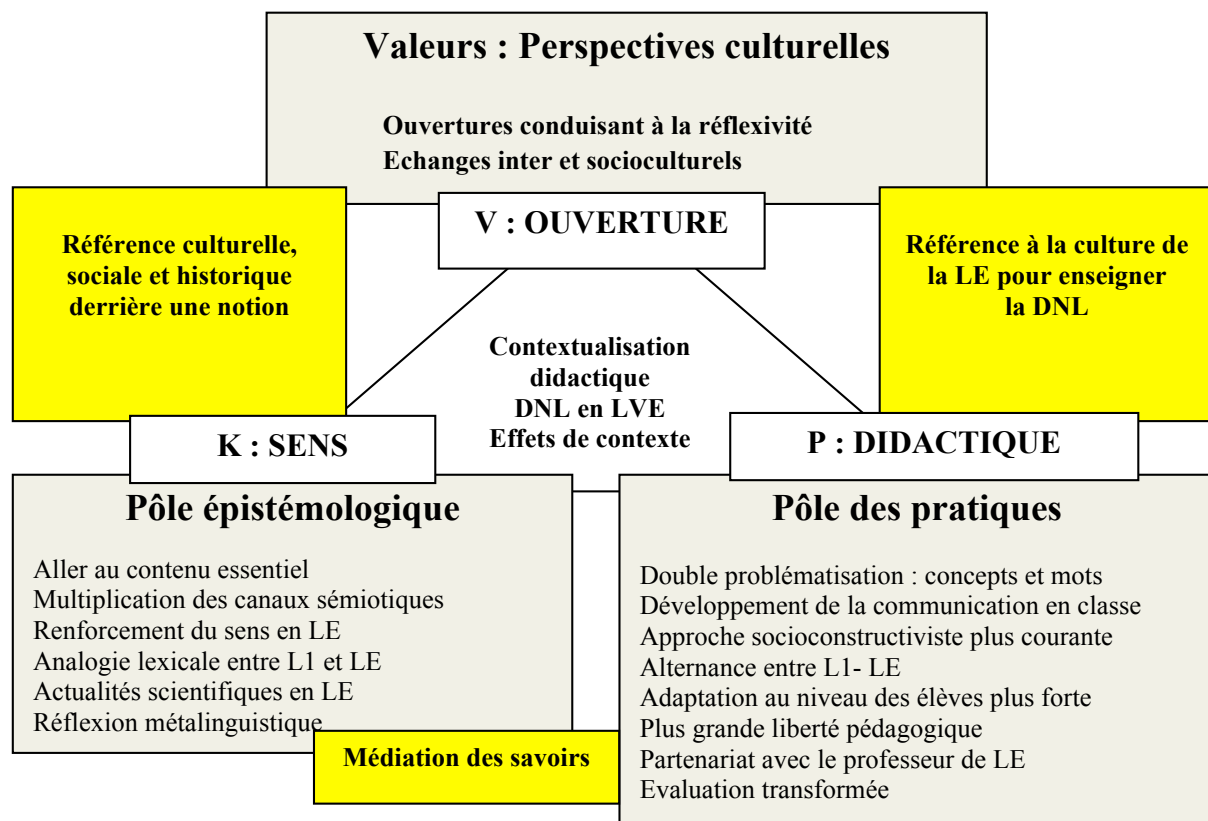 Valeurs : Perspectives culturelles
Ouvertures conduisant à la réflexivité
Echanges inter et socioculturels
V : OUVERTURE
Référence culturelle,
sociale et historique
derrière une notion
Référence à la culture de
la LE pour enseigner
la DNL
Contextualisation
didactique
DNL en LVE
Effets de contexte
K : SENS
P : DIDACTIQUE
Pôle épistémologique
Aller au contenu essentiel
Multiplication des canaux sémiotiques
Renforcement du sens en LE
Analogie lexicale entre L1 et LE
Actualités scientifiques en LE
Réflexion métalinguistique
Pôle des pratiques
Double problématisation : concepts et mots
Développement de la communication en classe
Approche socioconstructiviste plus courante
Alternance entre L1- LE
Adaptation au niveau des élèves plus forte
Plus grande liberté pédagogique
Partenariat avec le professeur de LE
Evaluation transformée
Médiation des savoirs